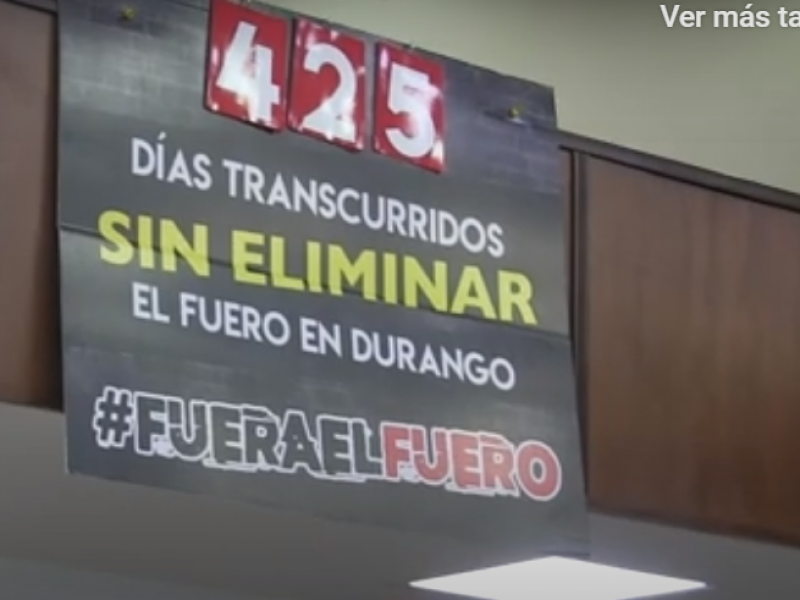 Ver más ta
425
DÍAS TRANSCURRIDOS
SIN ELIMINAR
EL FUERO EN DURANGO
#FUERAELFUERO